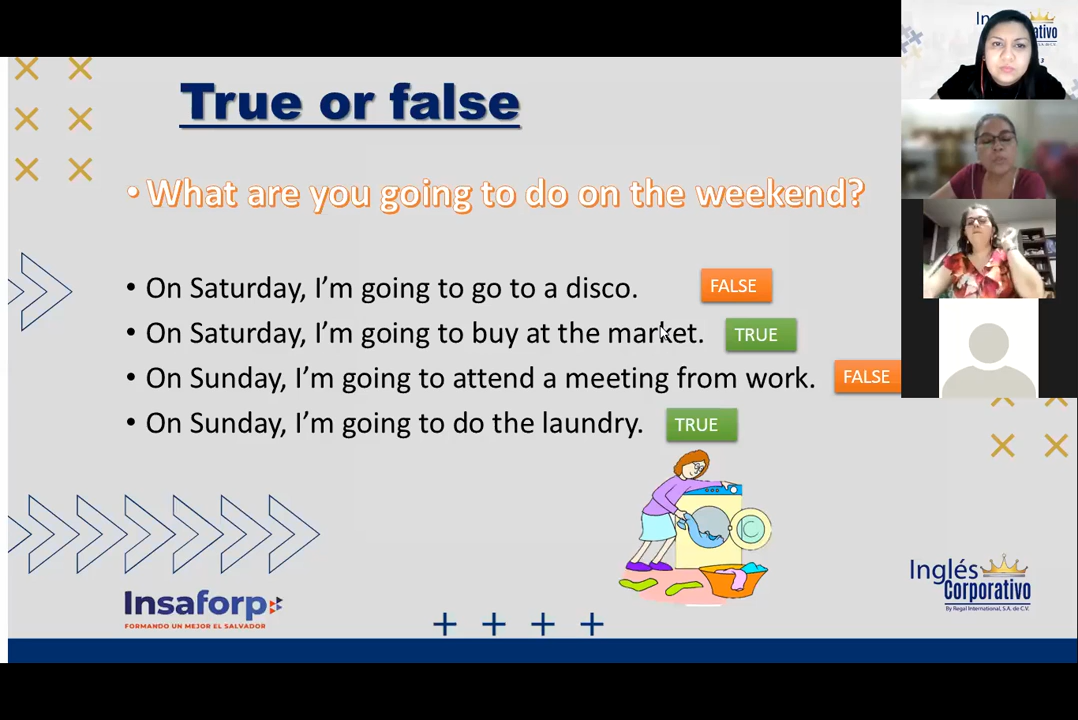 True or false
• What are you going to do on the weekend?
• On Saturday, I'm going to go to a disco. FALSE
• On Saturday, I'm going to buy at the market. TRUE
• On Sunday, I'm going to attend a meeting from work. FALSE
• On Sunday, I'm going to do the laundry. TRUE
Insaforp
FORMANDO UN MEJOR EL SALVADOR
Inglés
Corporativo
By Regal International, S.A. de C.V.